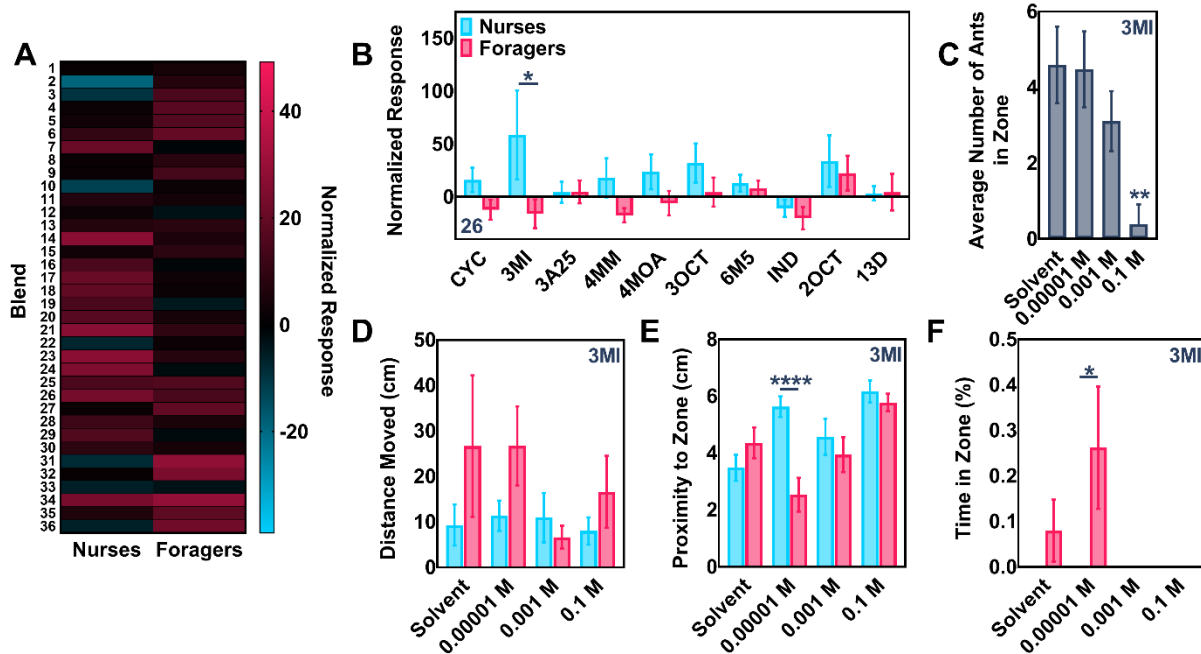 A
Blend
1
2
3
4
5
6
7
8
9
10
11
12
13
14
15
16
17
18
19
20
21
22
23
24
25
26
27
28
29
30
31
32
33
34
35
36
Nurses Foragers
40
20
0
-20
Normalized Response
B
Nurses
Foragers
Normalized Response
150
100
50
0
*
26
CYC
3MI
3A25
4MM
4MOA
3OCT
6M5
IND
2OCT
13D
C
3MI
Average Number of Ants
in Zone
6
4
2
0
**
Solvent
0.00001 M
0.001 M
0.1 M
D
3MI
Distance Moved (cm)
50
40
30
20
10
0
Solvent
0.00001 M
0.001 M
0.1 M
E
3MI
Proximity to Zone (cm)
8
6
4
2
0
****
Solvent
0.00001 M
0.001 M
0.1 M
F
3MI
Time in Zone (%)
0.5
0.4
0.3
0.2
0.1
0.0
*
Solvent
0.00001 M
0.001 M
0.1 M